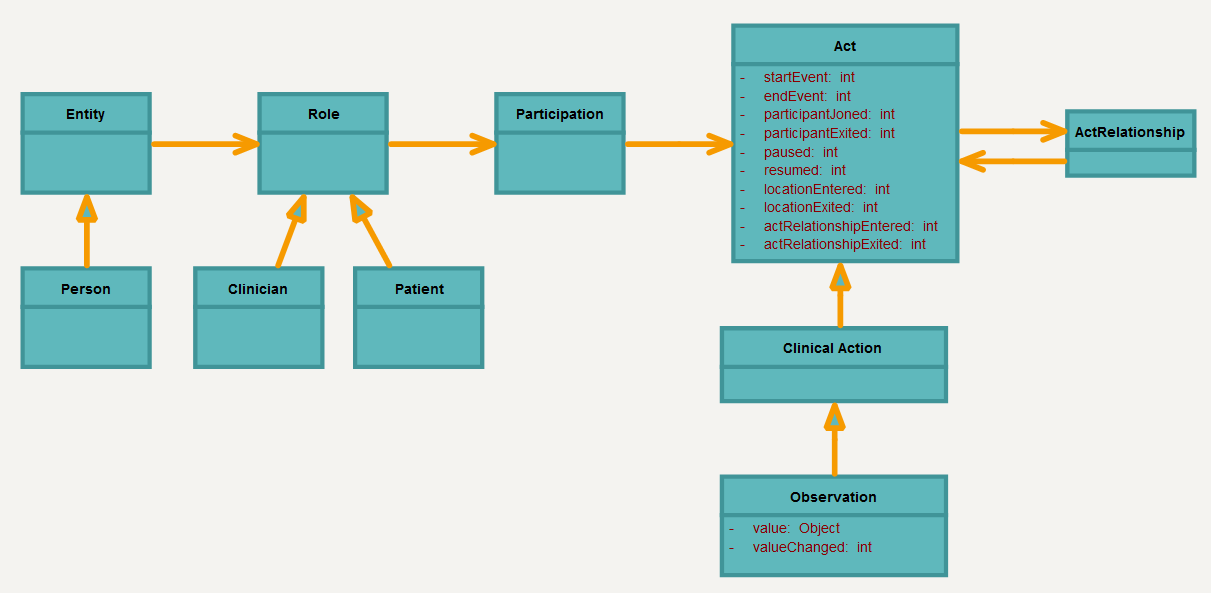 Entity
Role
Participation
Act
- startEvent: int
- endEvent: int
- participantJoned: int
- participantExited: int
- paused: int
- resumed: int
- locationEntered: int
- locationExited: int
- actRelationshipEntered: int
- actRelationshipExited: int
ActRelationship
Person
Clinician
Patient
Clinical Action
Observation
- value: Object
- valueChanged: int